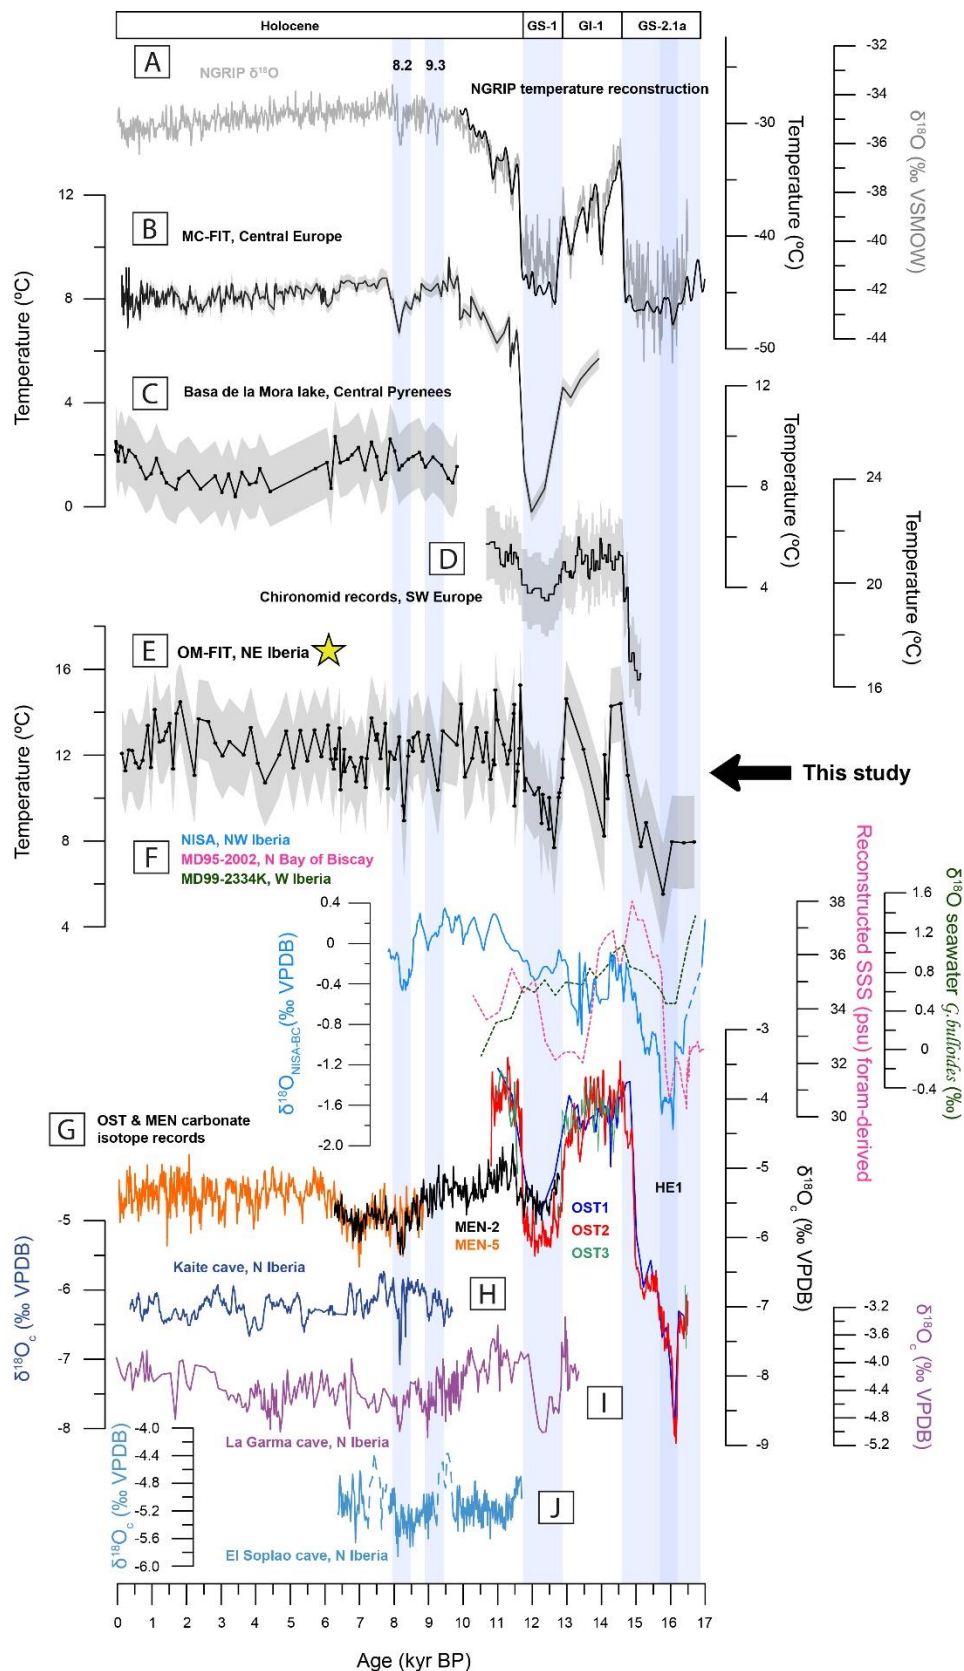 Holocene
GS-1
GI-1
GS-2.1a
A
NGRIP δ¹⁸O
8.2
9.3
NGRIP temperature reconstruction
-30
-40
-50
Temperature (ºC)
-32
-34
-36
-38
-40
-42
-44
δ¹⁸O (‰ VSMOW)
12
8
4
0
Temperature (ºC)
B
MC-FIT, Central Europe
C
Basa de la Mora lake, Central Pyrenees
12
8
4
Temperature (ºC)
D
Chironomid records, SW Europe
24
20
16
Temperature (ºC)
E
OM-FIT, NE Iberia
16
12
8
4
Temperature (ºC)
This study
F
NISA, NW Iberia
MD95-2002, N Bay of Biscay
MD99-2334K, W Iberia
0.4
0
-0.4
-0.8
-1.2
-1.6
-2.0
δ¹⁸O NISA-BC (‰ VPDB)
38
36
34
32
30
Reconstructed SSS (psu) foram-derived
1.6
1.2
0.8
0.4
0
-0.4
δ¹⁸O seawater
G.bulloides (‰)
G
OST & MEN carbonate
isotope records
MEN-2
MEN-5
OST1
OST2
OST3
HE1
-3
-4
-5
-6
-7
-8
-9
δ¹⁸Oc (‰ VPDB)
-5
-6
-7
-8
δ¹⁸Oc (‰ VPDB)
Kaite cave, N Iberia
H
I
La Garma cave, N Iberia
-3.2
-3.6
-4.0
-4.4
-4.8
-5.2
δ¹⁸Oc (‰ VPDB)
-4.0
-4.4
-4.8
-5.2
-5.6
-6.0
δ¹⁸Oc (‰ VPDB)
J
El Soplao cave, N Iberia
0 1 2 3 4 5 6 7 8 9 10 11 12 13 14 15 16 17
Age (kyr BP)